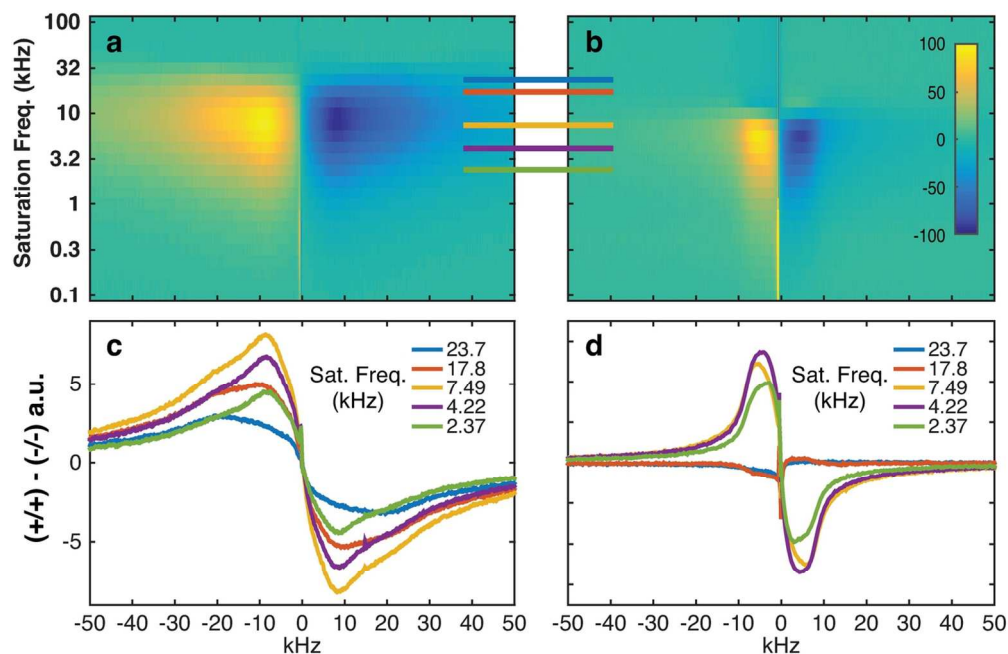 100
a
b
100
Saturation Freq. (kHz)
32
50
10
0
3.2
-50
1
-100
0.3
0.1
c
23.7
d
23.7
5
Sat. Freq.
17.8
Sat. Freq.
17.8
(kHz)
7.49
(kHz)
7.49
4.22
4.22
2.37
2.37
(+/+) - (-/-) a.u.
0
-5
-50 -40 -30 -20 -10 0 10 20 30 40 50
-50 -40 -30 -20 -10 0 10 20 30 40 50
kHz
kHz